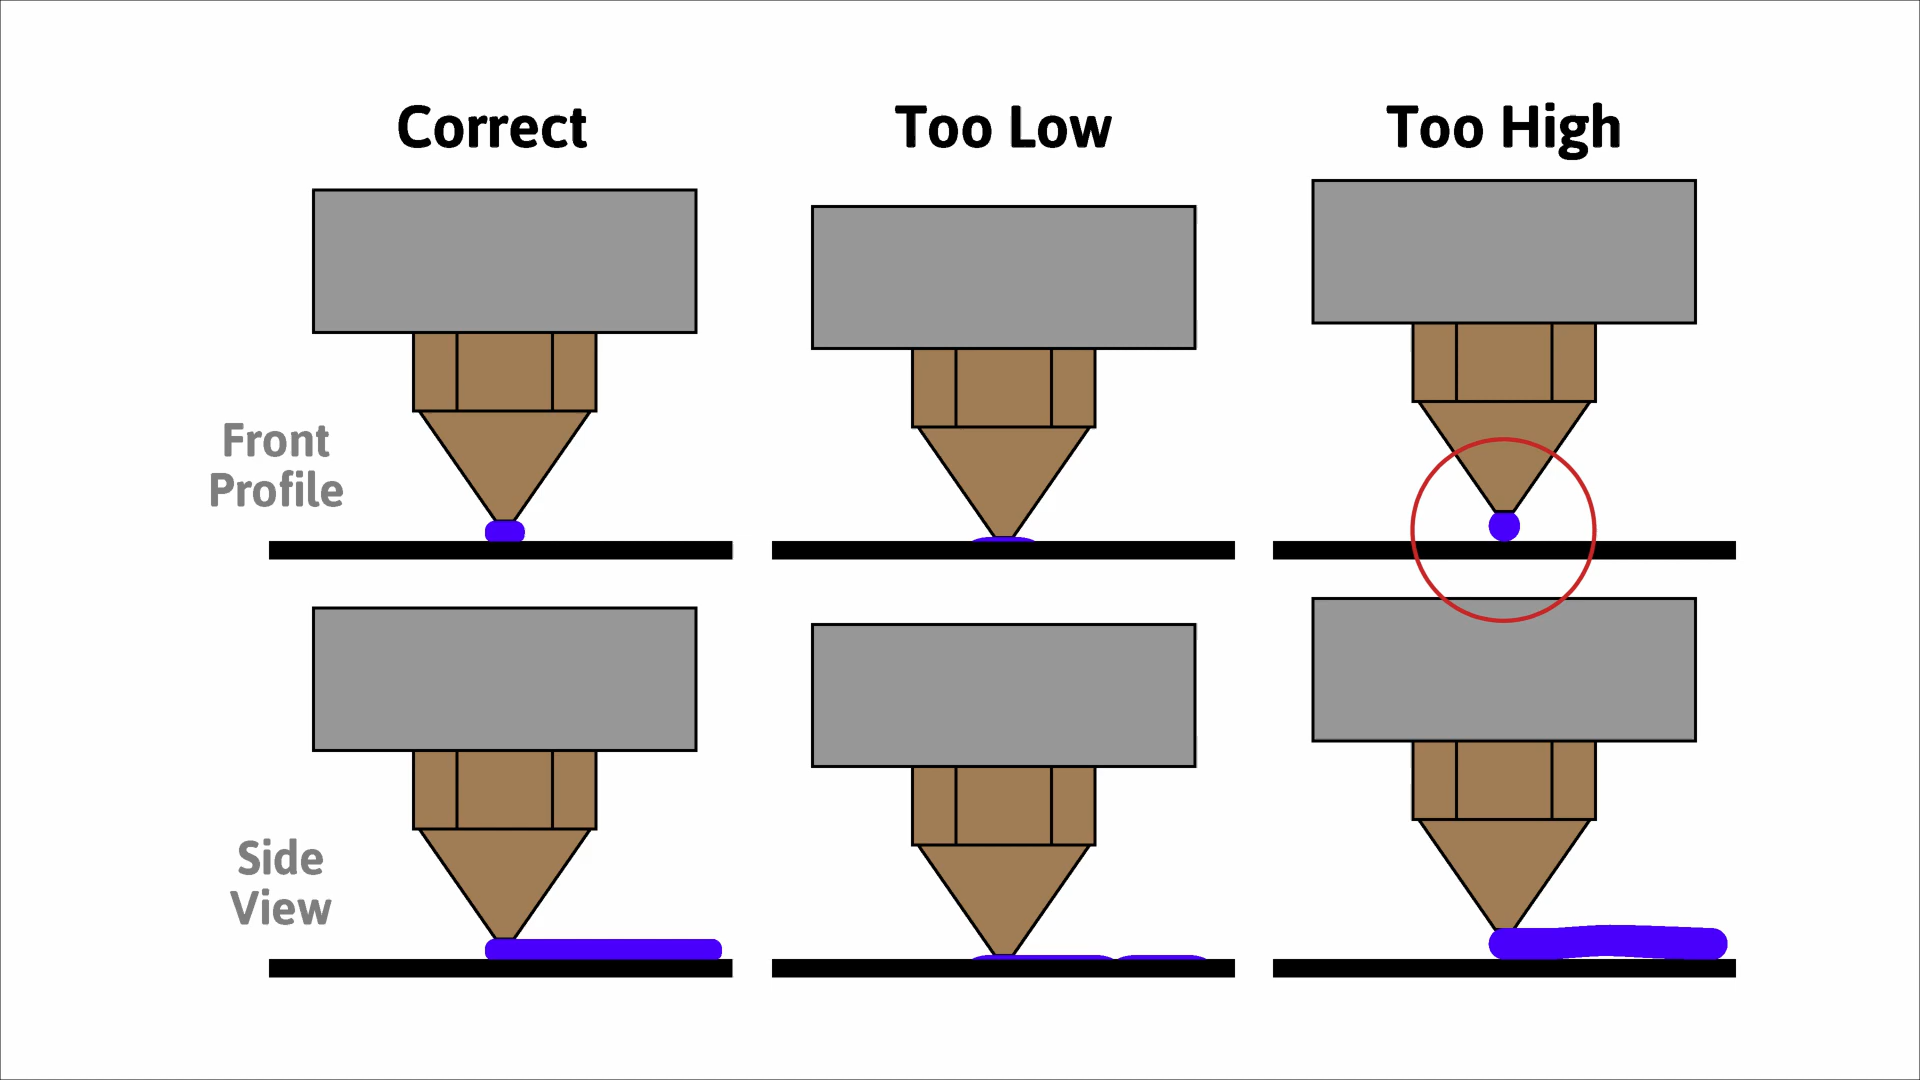 Correct
Too Low
Too High
Front
Profile
Side
View